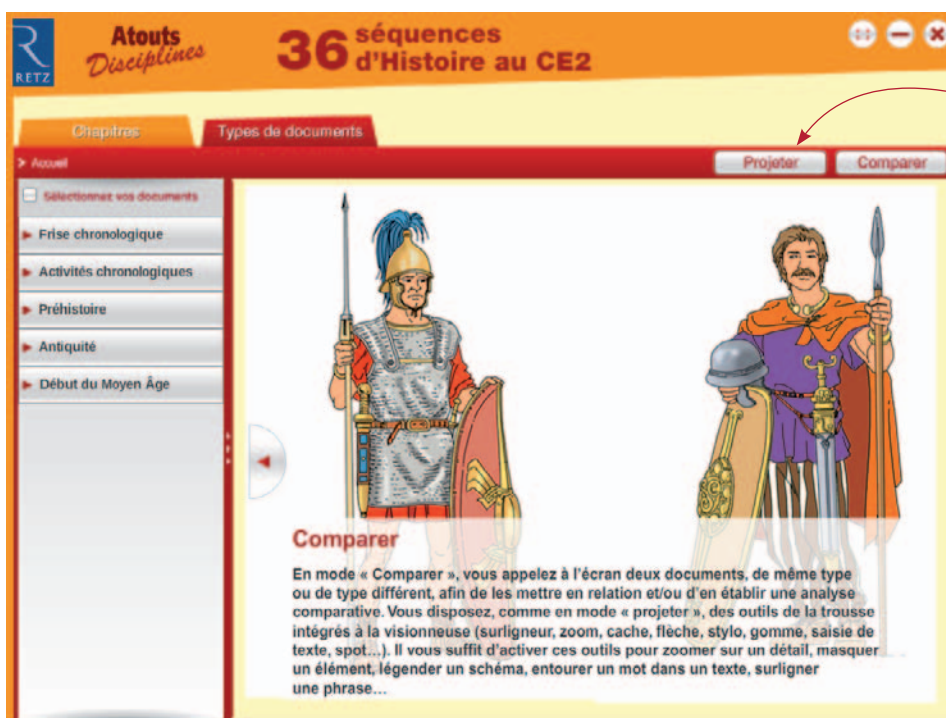 RETZ
Atouts
Disciplines
36 séquences
d'Histoire au CE2
Chapitres
Types de documents
> Accueil
Projeter
Comparer
Sélectionnez vos documents
Frise chronologique
Activités chronologiques
Préhistoire
Antiquité
Début du Moyen Âge
Comparer
En mode « Comparer », vous appelez à l'écran deux documents, de même type
ou de type différent, afin de les mettre en relation et/ou d'en établir une analyse
comparative. Vous disposez, comme en mode « projeter », des outils de la trousse
intégrés à la visionneuse (surligneur, zoom, cache, flèche, stylo, gomme, saisie de
texte, spot...). Il vous suffit d'activer ces outils pour zoomer sur un détail, masquer
un élément, légender un schéma, entourer un mot dans un texte, surligner
une phrase...